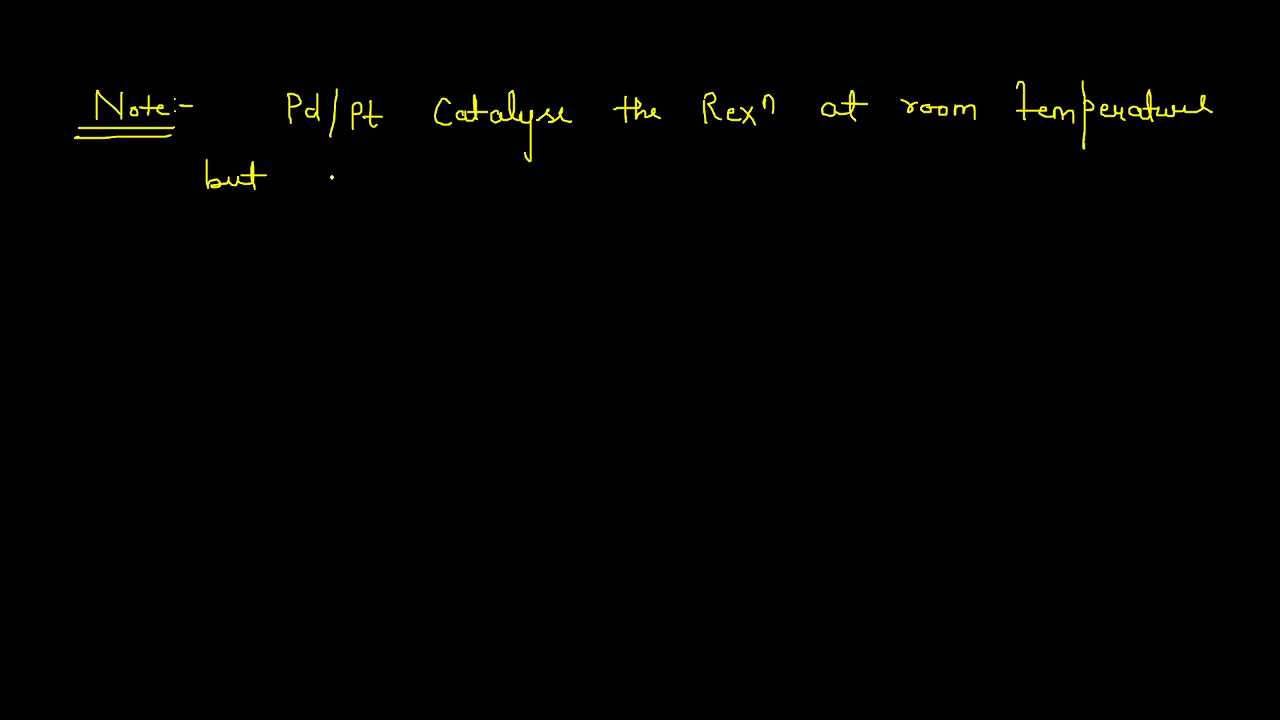 Note:- Pd/Pt Catalyse the Rexⁿ at room temperature
but